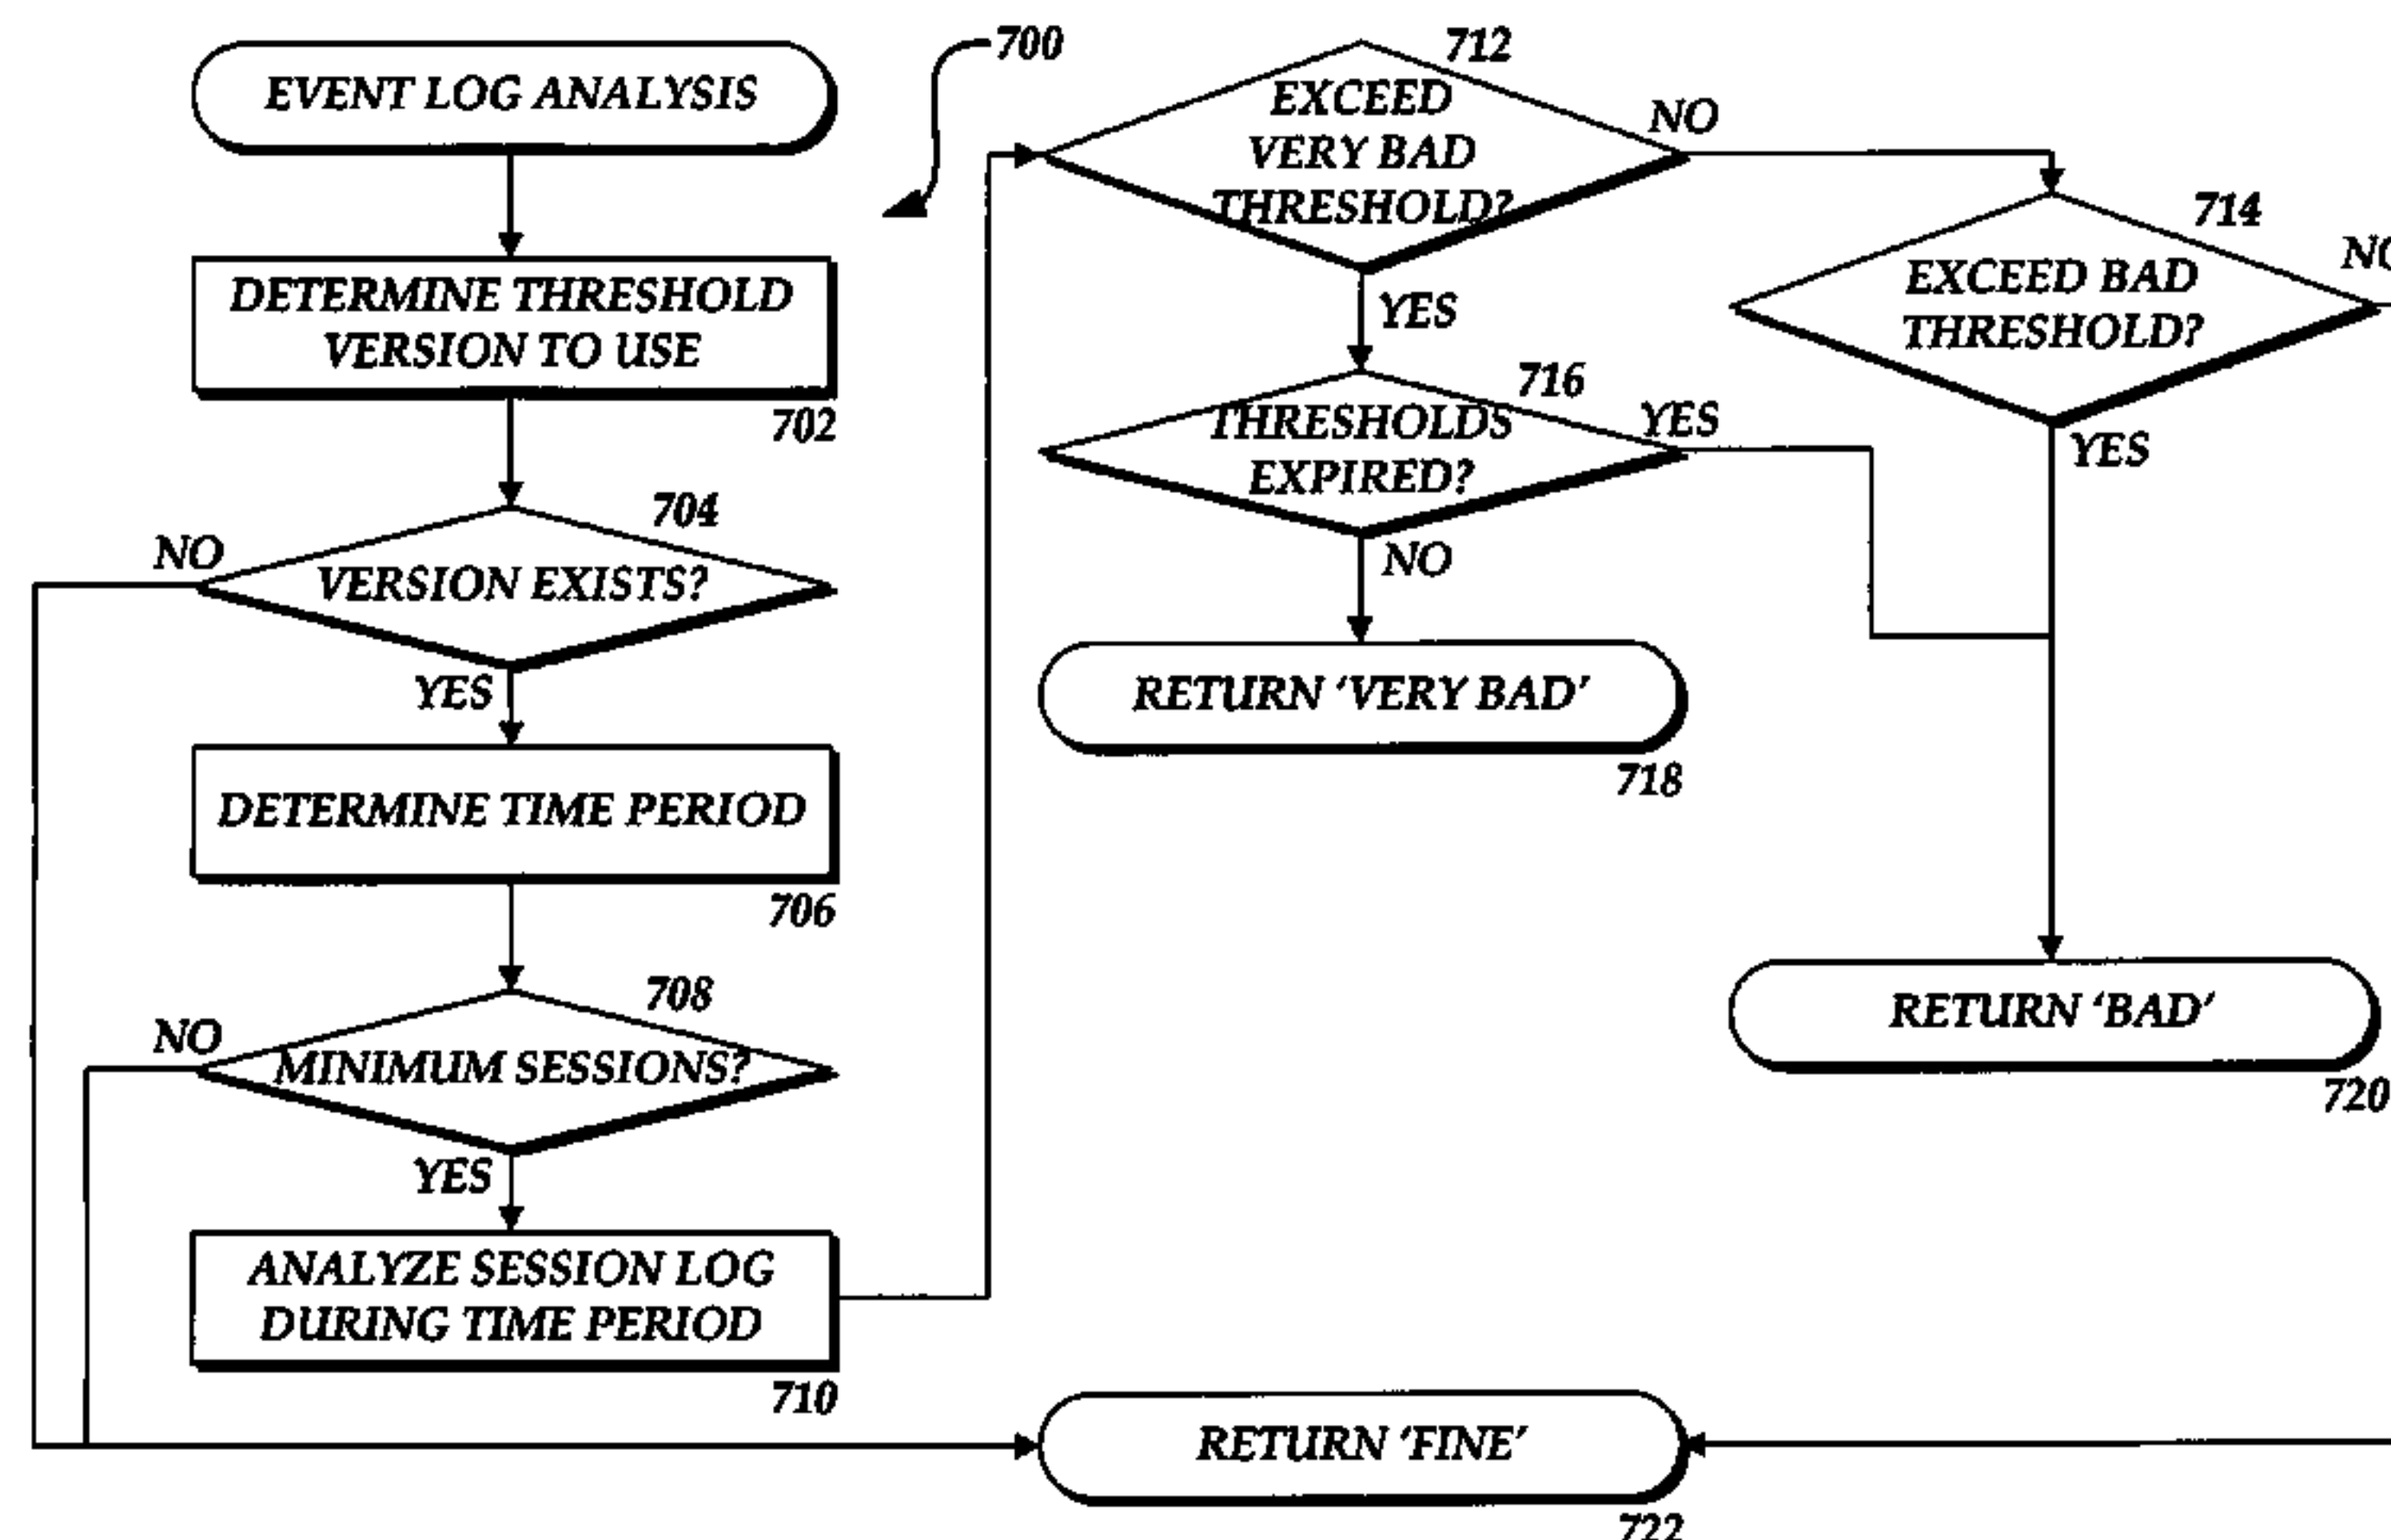 EVENT LOG ANALYSIS
700
DETERMINE THRESHOLD
VERSION TO USE
702
704
NO
VERSION EXISTS?
YES
DETERMINE TIME PERIOD
706
708
NO
MINIMUM SESSIONS?
YES
ANALYZE SESSION LOG
DURING TIME PERIOD
710
712
EXCEED
VERY BAD
THRESHOLD?
NO
YES
714
EXCEED BAD
THRESHOLD?
NO
YES
716
THRESHOLDS
EXPIRED?
YES
NO
RETURN ‘VERY BAD’
718
RETURN ‘BAD’
720
RETURN ‘FINE’
722